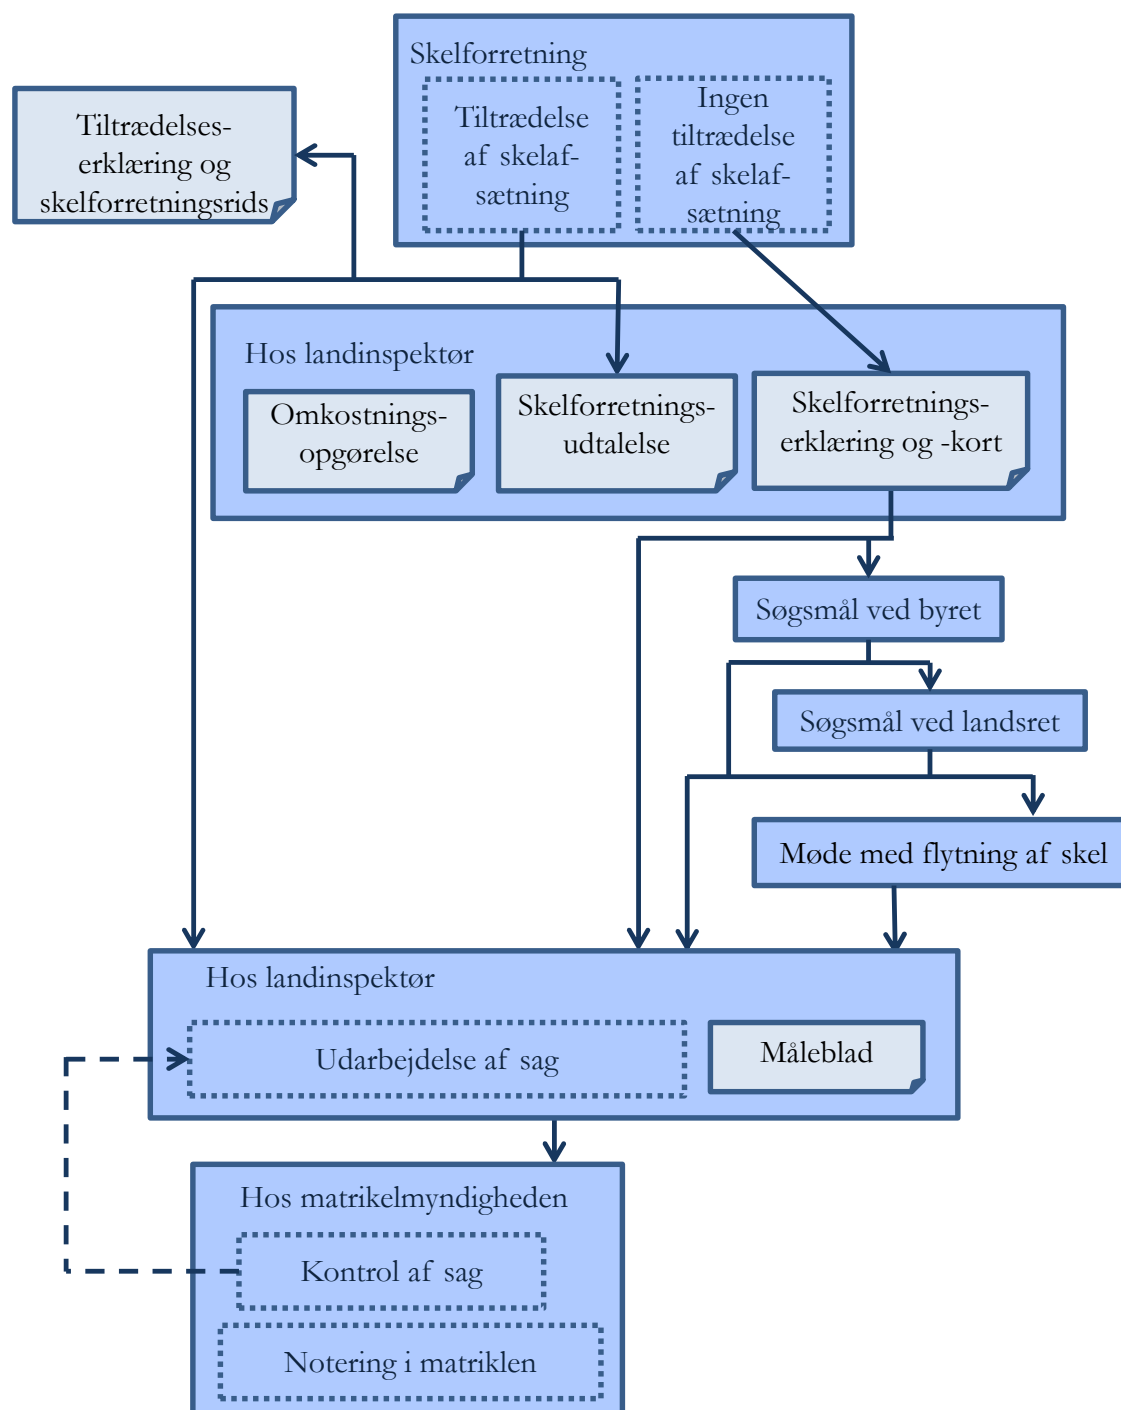 Skelforretning
Tiltrædelse
af skelaf-
sætning
Ingen
tiltrædelse
af skelaf-
sætning
Tiltrædelses-
erklæring og
skelforretningsrids
Hos landinspektør
Omkostnings-
opgørelse
Skelforretnings-
udtalelse
Skelforretnings-
erklæring og -kort
Søgsmål ved byret
Søgsmål ved landsret
Møde med flytning af skel
Hos landinspektør
Udarbejdelse af sag
Måleblad
Hos matrikelmyndigheden
Kontrol af sag
Notering i matriklen